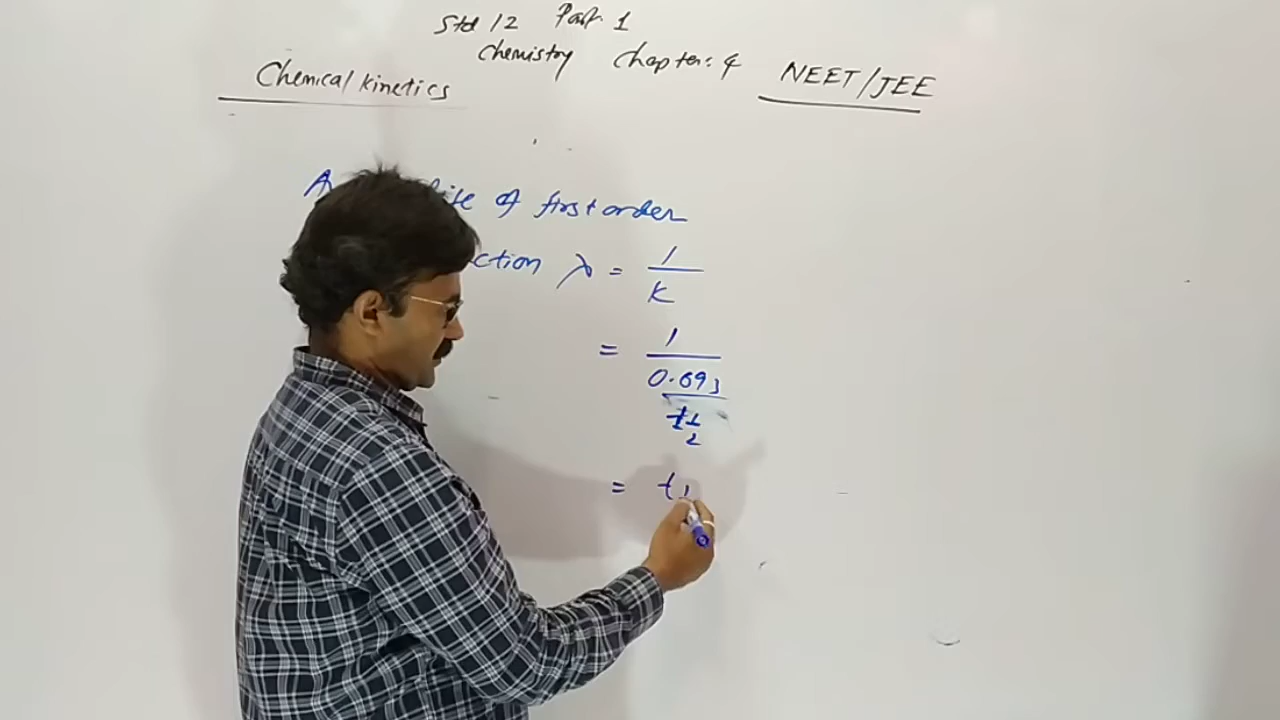 Std 12 Part 1
Chemistry Chapter: 4
Chemical kinetics
NEET/JEE
of first order
ction λ = 1/K
= 1/(0.693/t1/2)
= t1